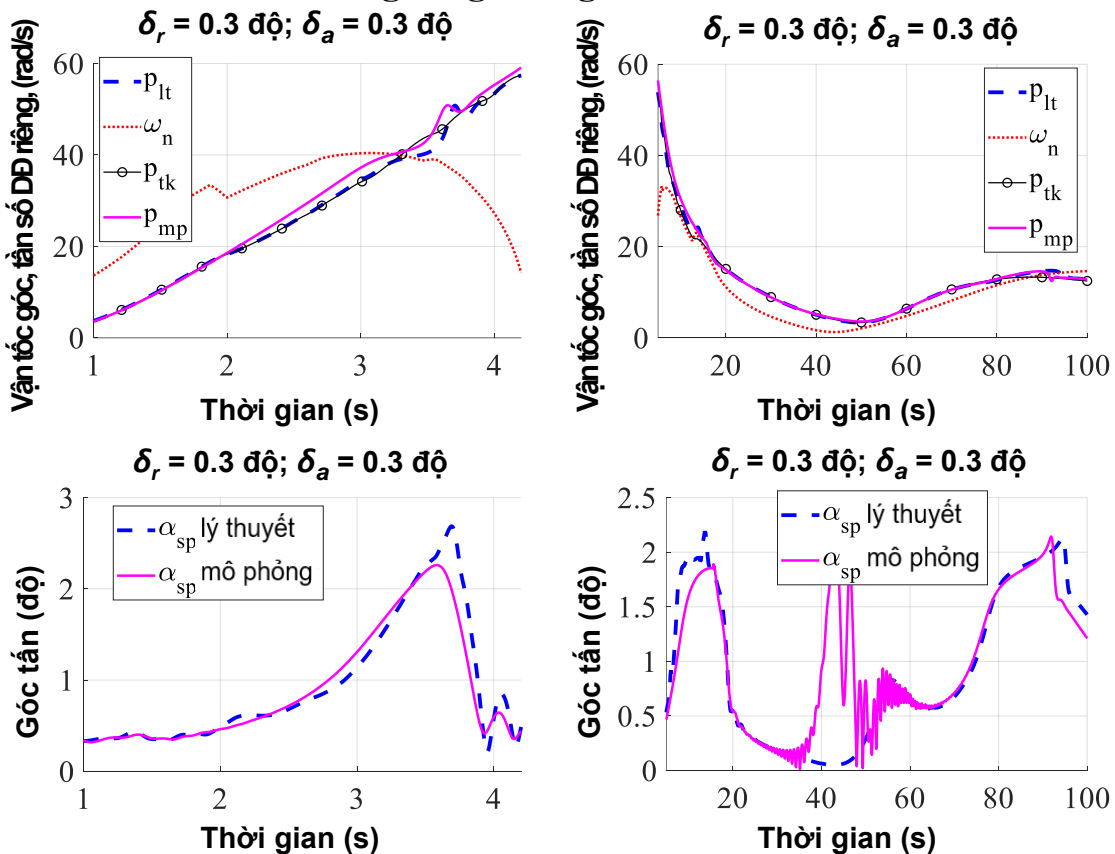 δr = 0.3 độ; δa = 0.3 độ
Vận tốc góc, tần số DĐ riêng, (rad/s)
60
40
20
0
plt
ωn
ptk
pmp
1 2 3 4
Thời gian (s)
δr = 0.3 độ; δa = 0.3 độ
Vận tốc góc, tần số DĐ riêng, (rad/s)
60
40
20
0
plt
ωn
ptk
pmp
20 40 60 80 100
Thời gian (s)
δr = 0.3 độ; δa = 0.3 độ
Góc tấn (độ)
3
2
1
0
αsp lý thuyết
αsp mô phỏng
1 2 3 4
Thời gian (s)
δr = 0.3 độ; δa = 0.3 độ
Góc tấn (độ)
2.5
2
1.5
1
0.5
0
αsp lý thuyết
αsp mô phỏng
20 40 60 80 100
Thời gian (s)